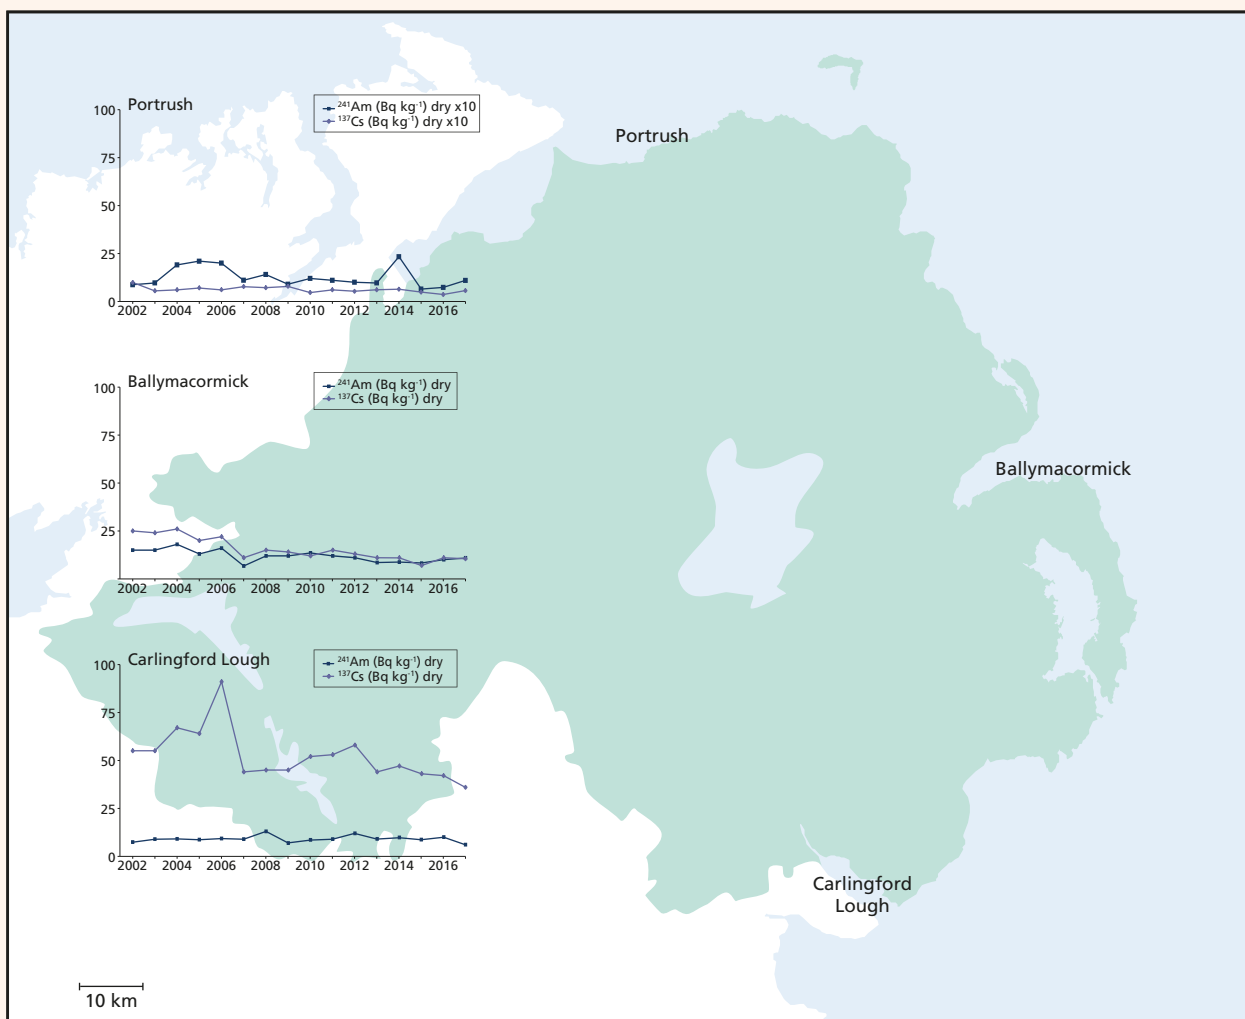 Portrush
²⁴¹Am (Bq kg⁻¹) dry x10
¹³⁷Cs (Bq kg⁻¹) dry x10
100
75
50
25
0
2002 2004 2006 2008 2010 2012 2014 2016
Portrush
Ballymacormick
²⁴¹Am (Bq kg⁻¹) dry
¹³⁷Cs (Bq kg⁻¹) dry
100
75
50
25
2002 2004 2006 2008 2010 2012 2014 2016
Ballymacormick
Carlingford Lough
²⁴¹Am (Bq kg⁻¹) dry
¹³⁷Cs (Bq kg⁻¹) dry
100
75
50
25
0
2002 2004 2006 2008 2010 2012 2014 2016
Carlingford
Lough
10 km